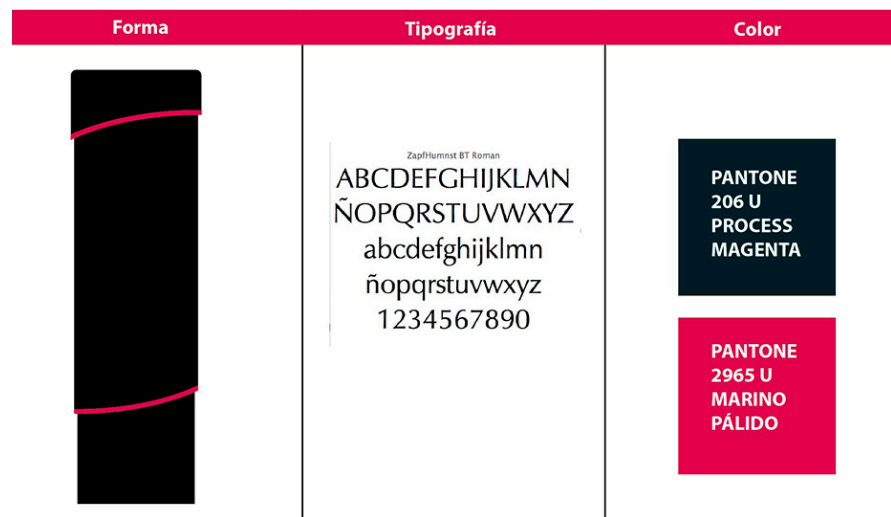 Forma
Tipografía
Color
ZapfHumnst BT Roman
ABCDEFGHIJKLMN
ÑOPQRSTUVWXYZ
abcdefghijklmn
ñopqrstuvwxyz
1234567890
PANTONE
206 U
PROCESS
MAGENTA
PANTONE
2965 U
MARINO
PÁLIDO